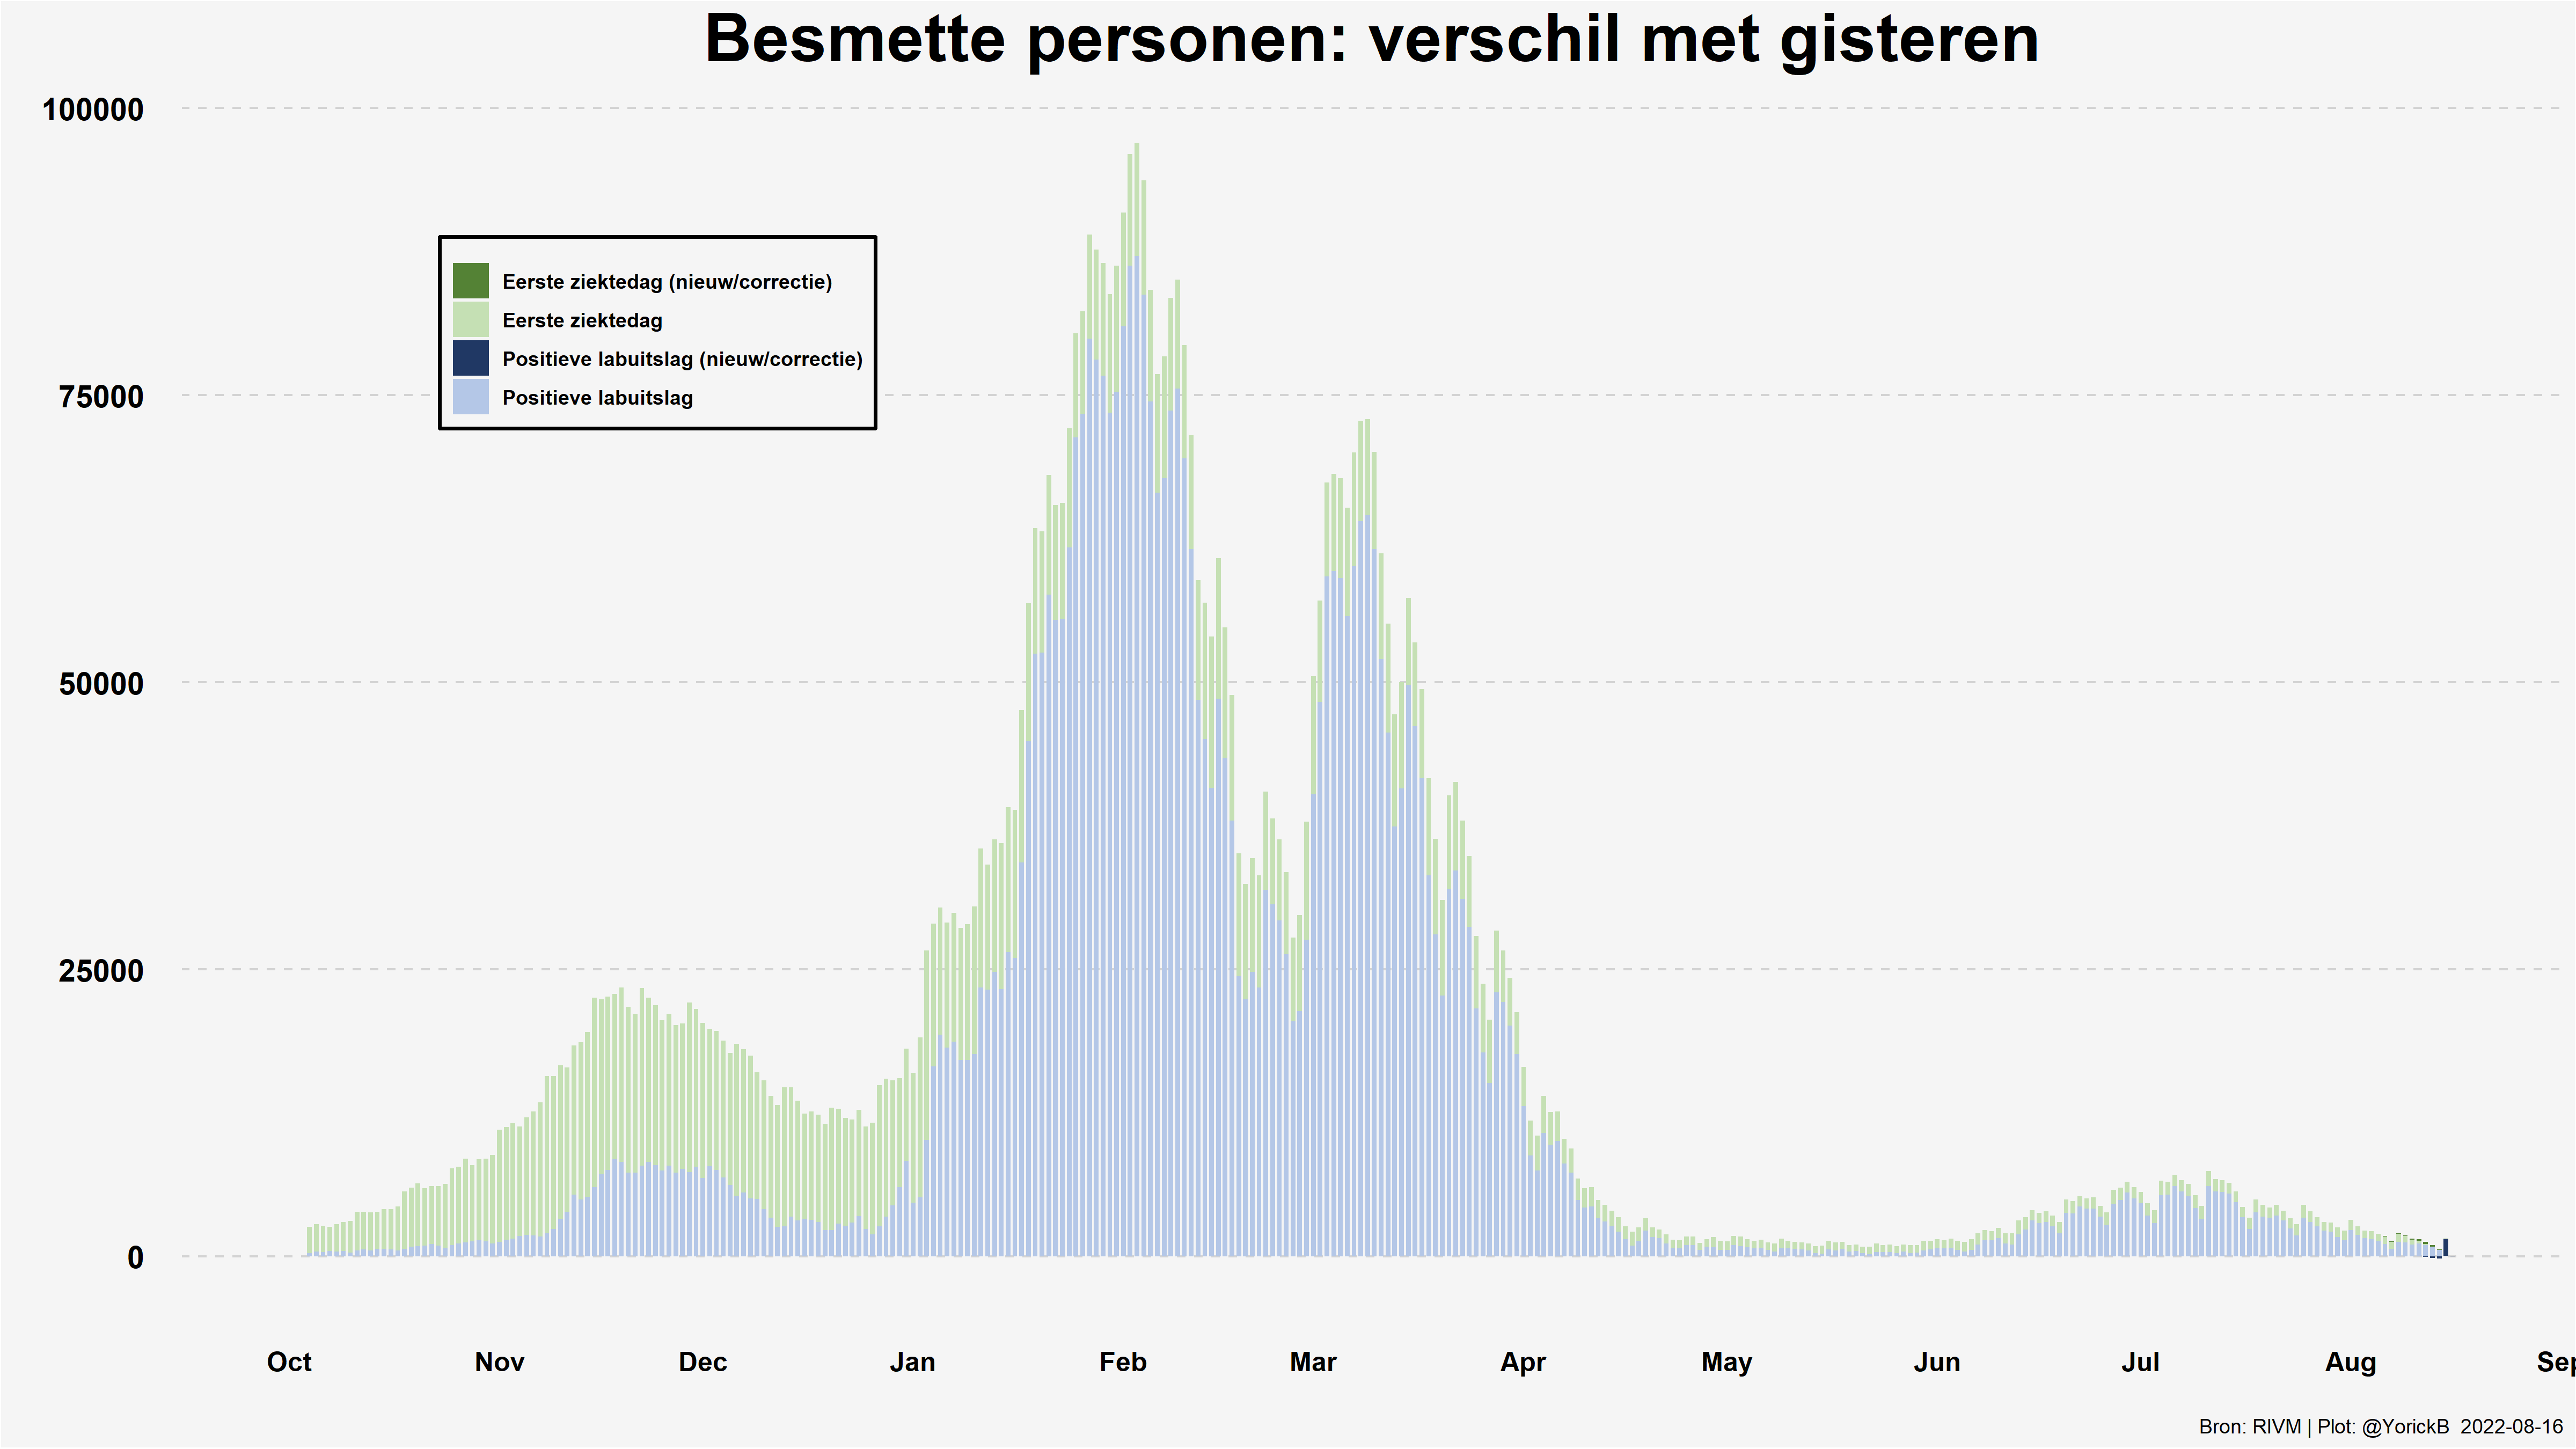 Besmette personen: verschil met gisteren
100000
75000
50000
25000
0
Eerste ziektedag (nieuw/correctie)
Eerste ziektedag
Positieve labuitslag (nieuw/correctie)
Positieve labuitslag
Oct Nov Dec Jan Feb Mar Apr May Jun Jul Aug Sep
Bron: RIVM | Plot: @YorickB 2022-08-16